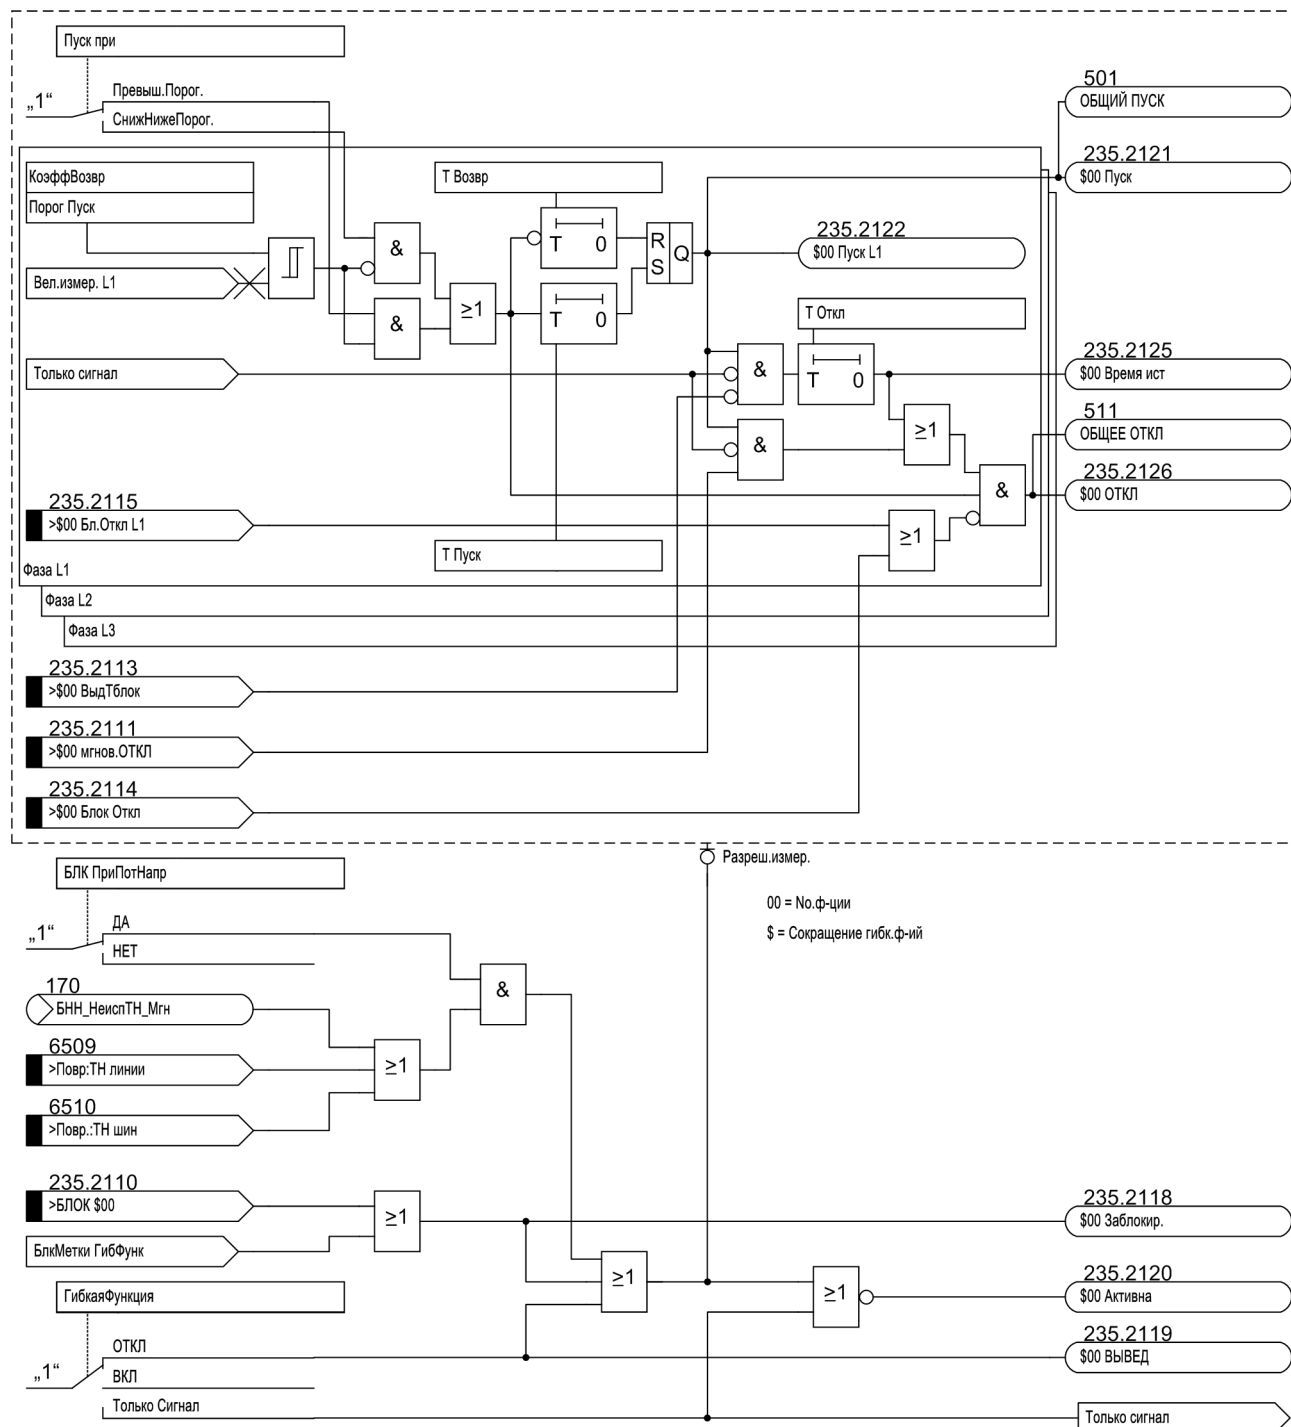 Пуск при
501
„1“
Превыш.Порог.
ОБЩИЙ ПУСК
СнижНижеПорог.
235.2121
КоэффВозвр
T Возвр
$00 Пуск
Порог Пуск
T 0
R
S
Q
235.2122
$00 Пуск L1
&
Вел.измер. L1
≥1
T 0
T Откл
&
235.2125
Только сигнал
&
T 0
$00 Время ист
511
≥1
ОБЩЕЕ ОТКЛ
&
235.2126
&
$00 ОТКЛ
235.2115
>$00 Бл.Откл L1
≥1
T Пуск
Фаза L1
Фаза L2
Фаза L3
235.2113
>$00 ВыдТблок
235.2111
>$00 мгнов.ОТКЛ
235.2114
>$00 Блок Откл
Разреш.измер.
БЛК ПриПотНапр
00 = No.ф-ции
„1“
ДА
$ = Сокращение гибк.ф-ий
НЕТ
170
&
БНН_НеиспТН_Мгн
6509
≥1
>Повр:ТН линии
6510
>Повр.:ТН шин
235.2110
>БЛОК $00
≥1
235.2118
$00 Заблокир.
БлкМетки ГибФунк
≥1
235.2120
ГибкаяФункция
≥1
$00 Активна
235.2119
ОТКЛ
$00 ВЫВЕД
„1“
ВКЛ
Только Сигнал
Только сигнал